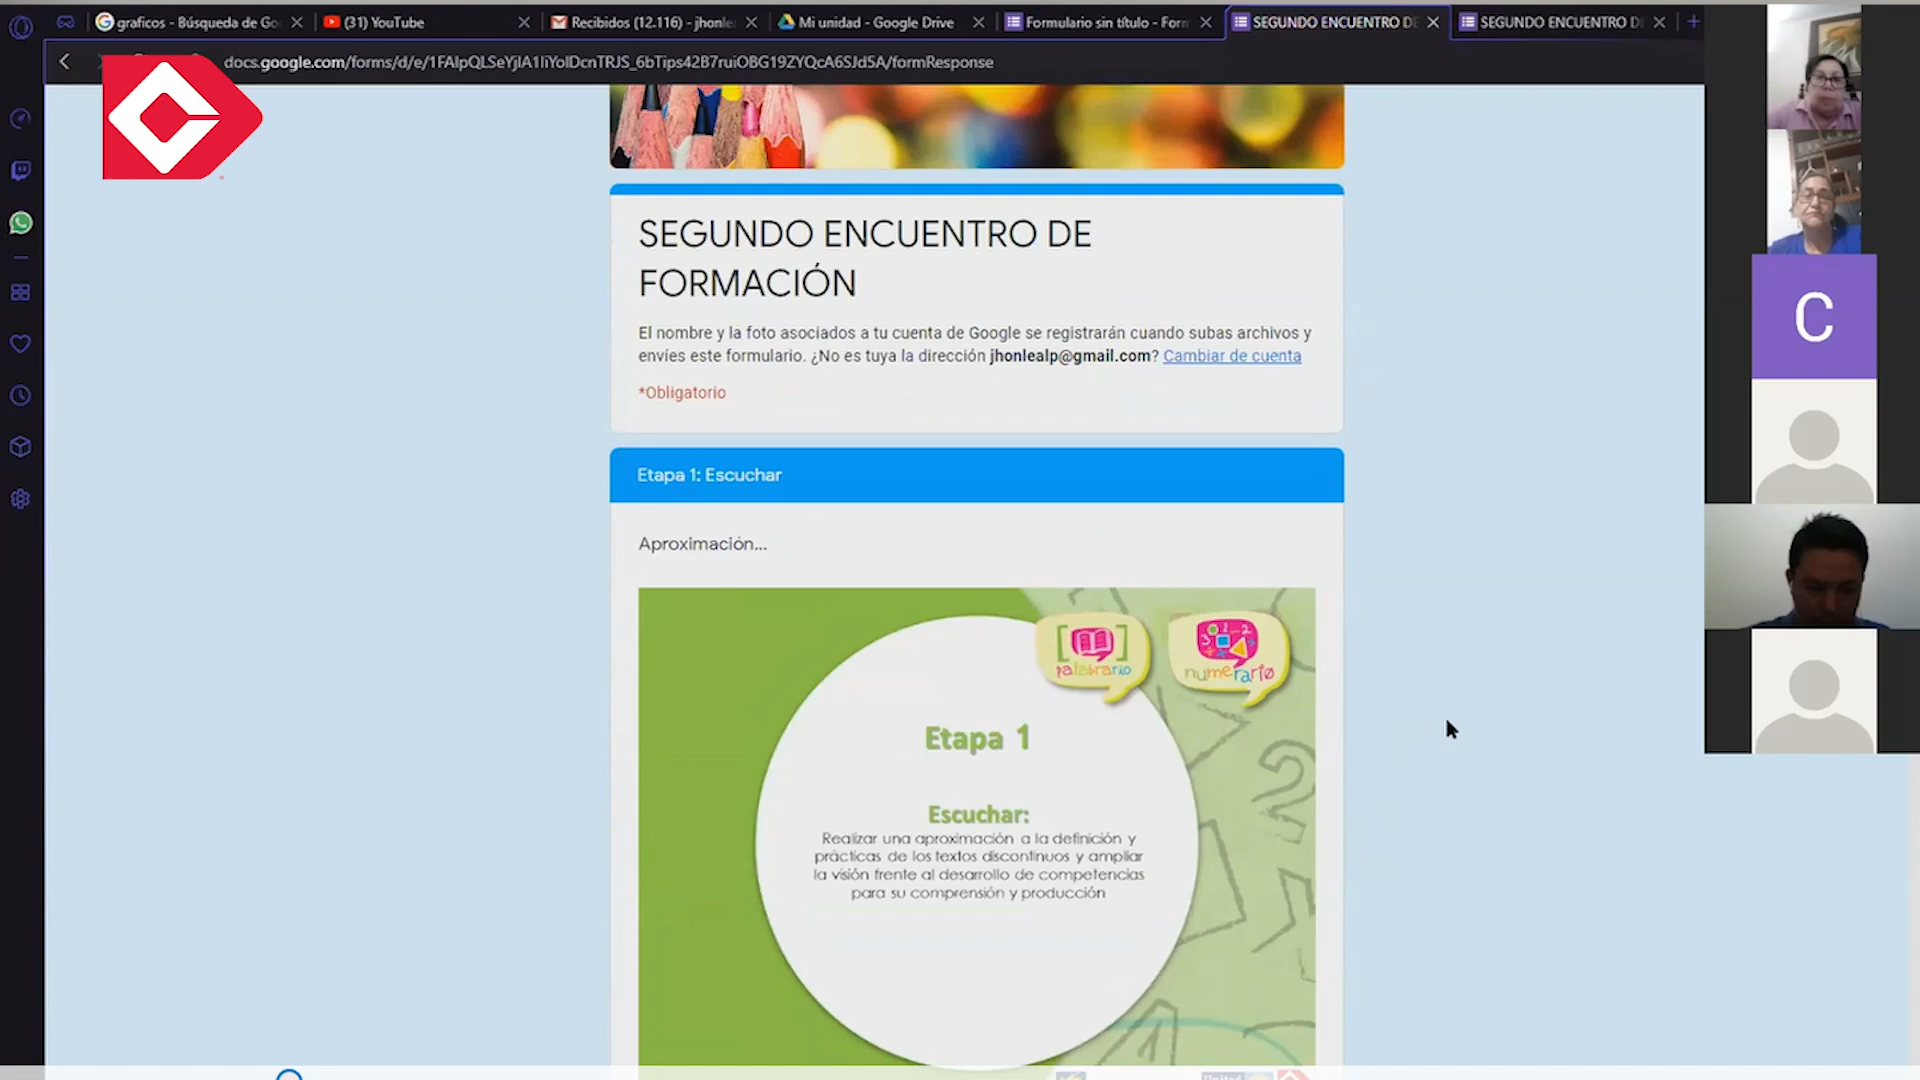 graficos - Búsqueda de Go
(31) YouTube
Recibidos (12.116) - jhonle
Mi unidad - Google Drive
Formulario sin título - Form
SEGUNDO ENCUENTRO DE
SEGUNDO ENCUENTRO D
docs.google.com/forms/d/e/1FAIpQLSeYjIA1IiYolDcnTRJS_6bTips42B7ruiOBG19ZYQcA6SJd5A/formResponse
SEGUNDO ENCUENTRO DE
FORMACIÓN
El nombre y la foto asociados a tu cuenta de Google se registrarán cuando subas archivos y
envíes este formulario. ¿No es tuya la dirección jhonlealp@gmail.com? Cambiar de cuenta
*Obligatorio
Etapa 1: Escuchar
Aproximación...
palabrario
numerario
Etapa 1
Escuchar:
Realizar una aproximación a la definición y
prácticas de los textos discontinuos y ampliar
la visión frente al desarrollo de competencias
para su comprensión y producción
C